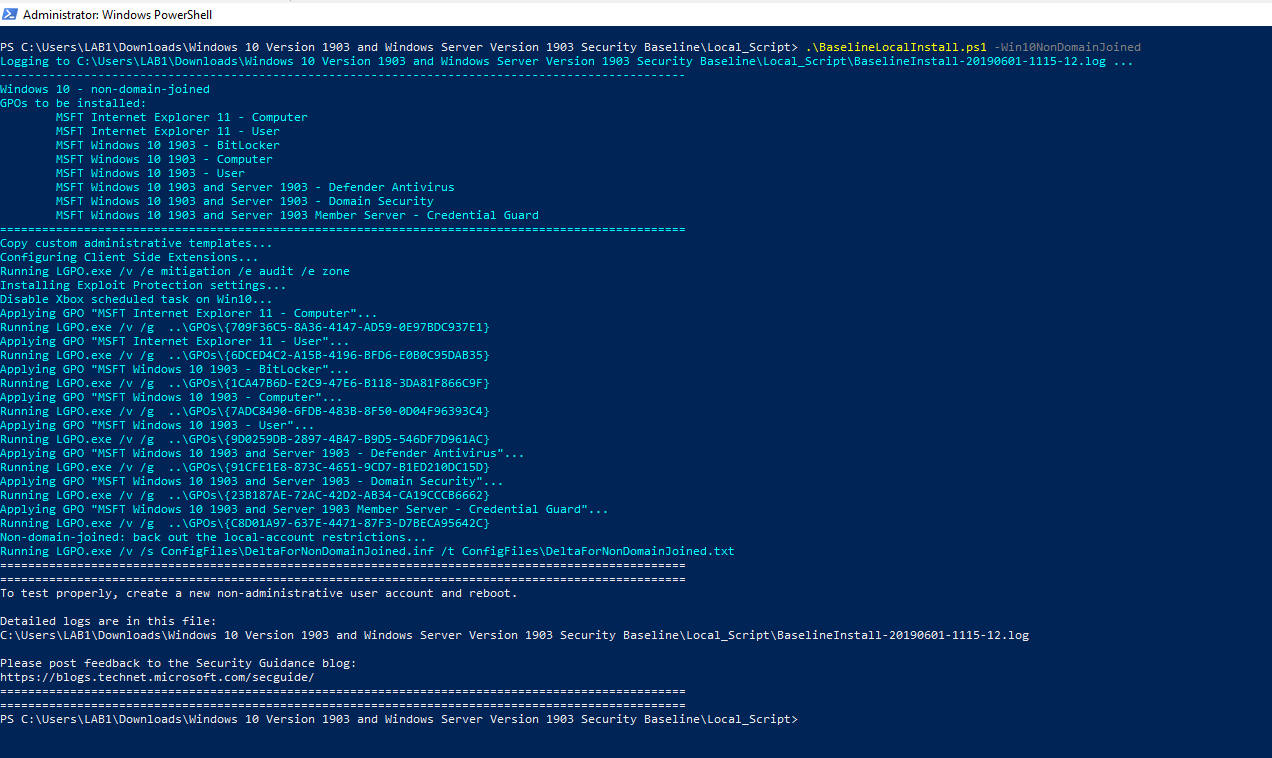 Administrator: Windows PowerShell
PS C:\Users\LAB1\Downloads\Windows 10 Version 1903 and Windows Server Version 1903 Security Baseline\Local_Script> .\BaselineLocalInstall.ps1 -Win10NonDomainJoined
Logging to C:\Users\LAB1\Downloads\Windows 10 Version 1903 and Windows Server Version 1903 Security Baseline\Local_Script\BaselineInstall-20190601-1115-12.log ...
--------------------------------------------------------------------------------------------------
Windows 10 - non-domain-joined
GPOs to be installed:
MSFT Internet Explorer 11 - Computer
MSFT Internet Explorer 11 - User
MSFT Windows 10 1903 - BitLocker
MSFT Windows 10 1903 - Computer
MSFT Windows 10 1903 - User
MSFT Windows 10 1903 and Server 1903 - Defender Antivirus
MSFT Windows 10 1903 and Server 1903 - Domain Security
MSFT Windows 10 1903 and Server 1903 Member Server - Credential Guard
==================================================================================================
Copy custom administrative templates...
Configuring Client Side Extensions...
Running LGPO.exe /v /e mitigation /e audit /e zone
Installing Exploit Protection settings...
Disable Xbox scheduled task on Win10...
Applying GPO "MSFT Internet Explorer 11 - Computer"...
Running LGPO.exe /v /g  ..\GPOs\{709F36C5-8A36-4147-AD59-0E97BDC937E1}
Applying GPO "MSFT Internet Explorer 11 - User"...
Running LGPO.exe /v /g  ..\GPOs\{6DCED4C2-A15B-4196-BFD6-E0B0C95DAB35}
Applying GPO "MSFT Windows 10 1903 - BitLocker"...
Running LGPO.exe /v /g  ..\GPOs\{1CA47B6D-E2C9-47E6-B118-3DA81F866C9F}
Applying GPO "MSFT Windows 10 1903 - Computer"...
Running LGPO.exe /v /g  ..\GPOs\{7ADC8490-6FDB-483B-8F50-0D04F96393C4}
Applying GPO "MSFT Windows 10 1903 - User"...
Running LGPO.exe /v /g  ..\GPOs\{9D0259DB-2897-4B47-B9D5-546DF7D961AC}
Applying GPO "MSFT Windows 10 1903 and Server 1903 - Defender Antivirus"...
Running LGPO.exe /v /g  ..\GPOs\{91CFE1E8-873C-4651-9CD7-B1ED210DC15D}
Applying GPO "MSFT Windows 10 1903 and Server 1903 - Domain Security"...
Running LGPO.exe /v /g  ..\GPOs\{23B187AE-72AC-42D2-AB34-CA19CCCB6662}
Applying GPO "MSFT Windows 10 1903 and Server 1903 Member Server - Credential Guard"...
Running LGPO.exe /v /g  ..\GPOs\{C8D01A97-637E-4471-87F3-D7BECA95642C}
Non-domain-joined: back out the local-account restrictions...
Running LGPO.exe /v /s ConfigFiles\DeltaForNonDomainJoined.inf /t ConfigFiles\DeltaForNonDomainJoined.txt
==================================================================================================
==================================================================================================
To test properly, create a new non-administrative user account and reboot.
Detailed logs are in this file:
C:\Users\LAB1\Downloads\Windows 10 Version 1903 and Windows Server Version 1903 Security Baseline\Local_Script\BaselineInstall-20190601-1115-12.log
Please post feedback to the Security Guidance blog:
https://blogs.technet.microsoft.com/secguide/
==================================================================================================
==================================================================================================
PS C:\Users\LAB1\Downloads\Windows 10 Version 1903 and Windows Server Version 1903 Security Baseline\Local_Script>